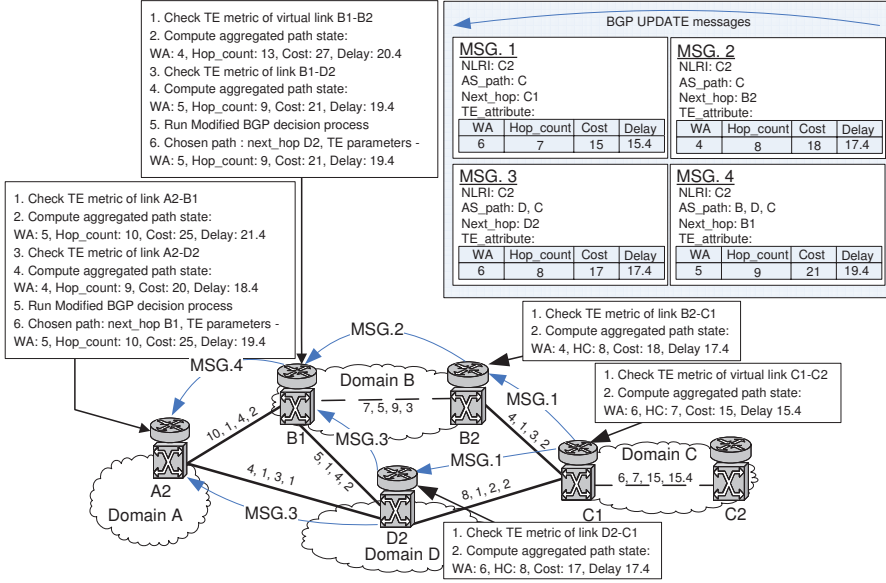 1. Check TE metric of virtual link B1-B2
2. Compute aggregated path state:
WA: 4, Hop_count: 13, Cost: 27, Delay: 20.4
3. Check TE metric of link B1-D2
4. Compute aggregated path state:
WA: 5, Hop_count: 9, Cost: 21, Delay: 19.4
5. Run Modified BGP decision process
6. Chosen path : next_hop D2, TE parameters -
WA: 5, Hop_count: 9, Cost: 21, Delay: 19.4
BGP UPDATE messages
MSG. 1
NLRI: C2
AS_path: C
Next_hop: C1
TE_attribute:
WA Hop_count Cost Delay
6 7 15 15.4
MSG. 2
NLRI: C2
AS_path: C
Next_hop: B2
TE_attribute:
WA Hop_count Cost Delay
4 8 18 17.4
MSG. 3
NLRI: C2
AS_path: D, C
Next_hop: D2
TE_attribute:
WA Hop_count Cost Delay
6 8 17 17.4
MSG. 4
NLRI: C2
AS_path: B, D, C
Next_hop: B1
TE_attribute:
WA Hop_count Cost Delay
5 9 21 19.4
1. Check TE metric of link A2-B1
2. Compute aggregated path state:
WA: 5, Hop_count: 10, Cost: 25, Delay: 21.4
3. Check TE metric of link A2-D2
4. Compute aggregated path state:
WA: 4, Hop_count: 9, Cost: 20, Delay: 18.4
5. Run Modified BGP decision process
6. Chosen path: next_hop B1, TE parameters -
WA: 5, Hop_count: 10, Cost: 25, Delay: 19.4
1. Check TE metric of link B2-C1
2. Compute aggregated path state:
WA: 4, HC: 8, Cost: 18, Delay 17.4
1. Check TE metric of virtual link C1-C2
2. Compute aggregated path state:
WA: 6, HC: 7, Cost: 15, Delay 15.4
MSG.2
MSG.4
Domain B
7, 5, 9, 3
B1
B2
MSG.1
10, 1, 4, 2
4, 1, 3, 2
MSG.3
5, 1, 4, 2
MSG.1
Domain C
6, 7, 15, 15.4
4, 1, 3, 1
8, 1, 2, 2
A2
Domain A
MSG.3
C1
C2
D2
Domain D
1. Check TE metric of link D2-C1
2. Compute aggregated path state:
WA: 6, HC: 8, Cost: 17, Delay 17.4